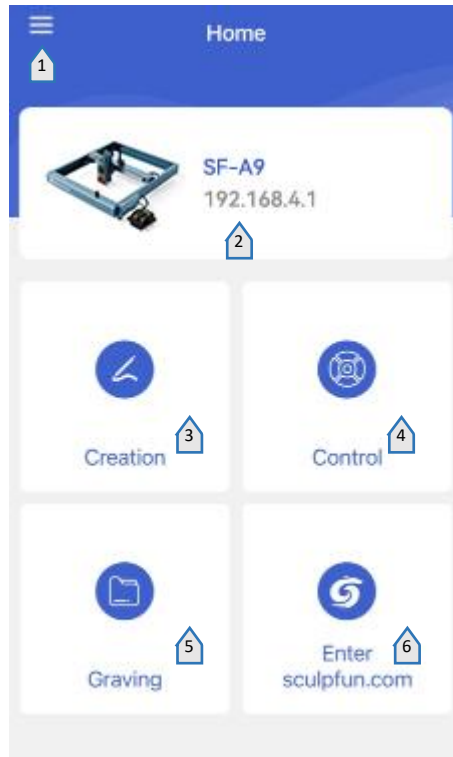 Home
1
SF-A9
192.168.4.1
2
3
Creation
4
Control
5
Graving
6
Enter
sculpfun.com